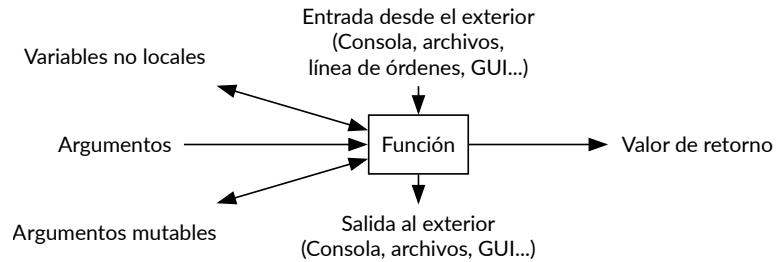 Entrada desde el exterior
(Consola, archivos,
línea de órdenes, GUI...)
Variables no locales
Argumentos
Función
Valor de retorno
Argumentos mutables
Salida al exterior
(Consola, archivos, GUI...)